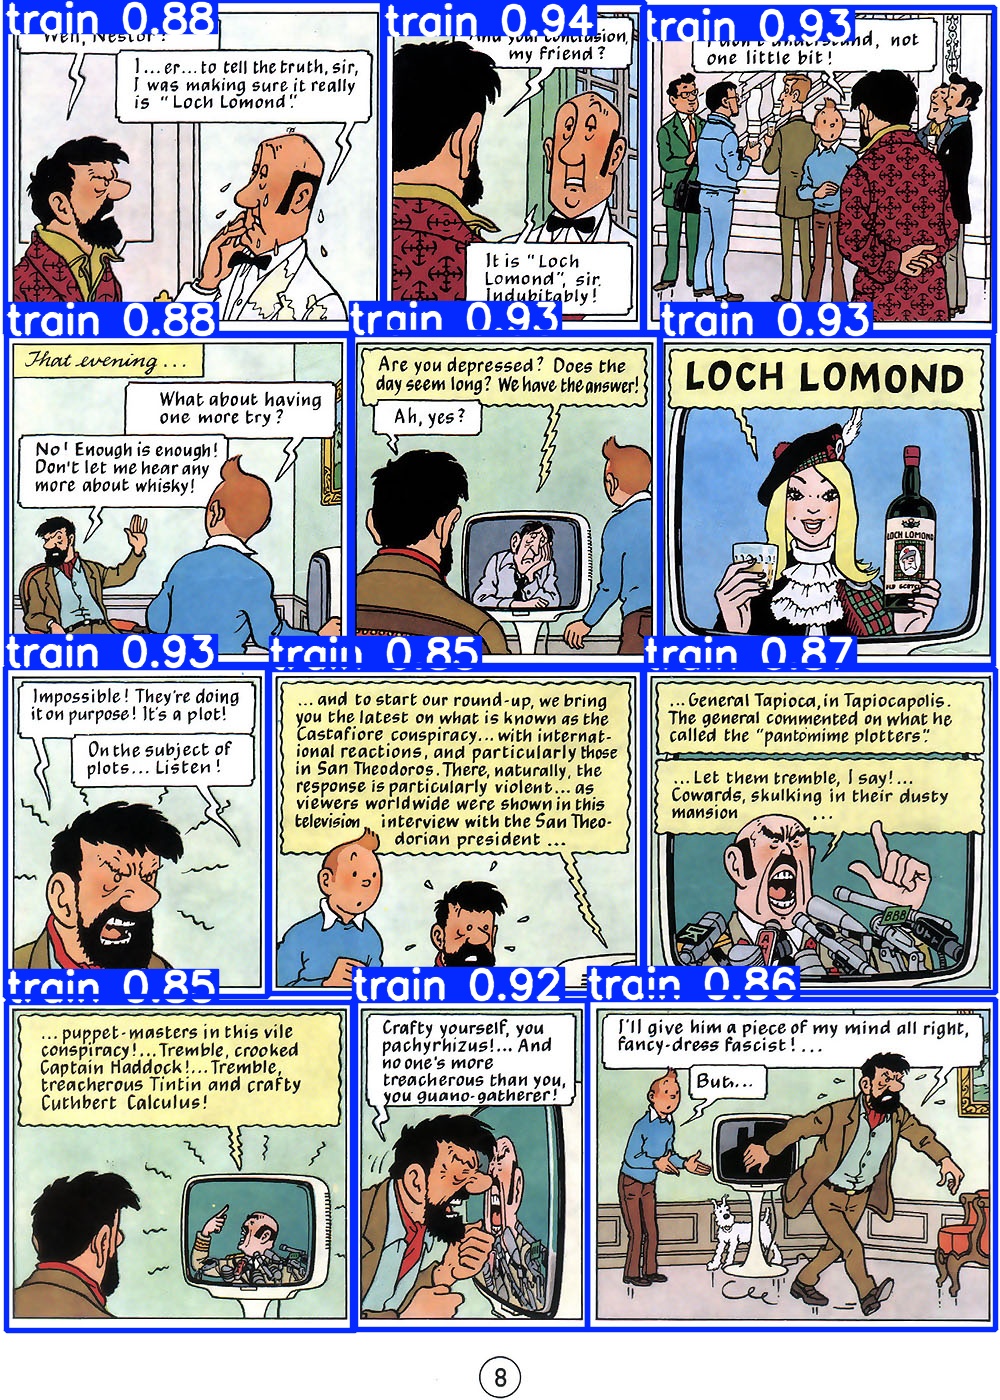 train 0.88
train 0.94
train 0.93
Well, Nestor?
I...er...to tell the truth, sir,
I was making sure it really
is "Loch Lomond".
And your conclusion,
my friend?
It is "Loch
Lomond", sir.
Indubitably!
I don't understand, not
one little bit!
train 0.88
train 0.93
train 0.93
That evening...
What about having
one more try?
No! Enough is enough!
Don't let me hear any
more about whisky!
Are you depressed? Does the
day seem long? We have the answer!
Ah, yes?
LOCH LOMOND
LOCH LOMOND
OLD SCOTCH
train 0.93
train 0.85
train 0.87
Impossible! They're doing
it on purpose! It's a plot!
On the subject of
plots... Listen!
...and to start our round-up, we bring
you the latest on what is known as the
Castafiore conspiracy... with internat-
ional reactions, and particularly those
in San Theodoros. There, naturally, the
response is particularly violent... as
viewers worldwide were shown in this
television interview with the San Theo-
dorian president ...
...General Tapioca, in Tapiocapolis.
The general commented on what he
called the "pantomime plotters".
...Let them tremble, I say!...
Cowards, skulking in their dusty
mansion ...
BBB
train 0.85
train 0.92
train 0.86
...puppet-masters in this vile
conspiracy!...Tremble, crooked
Captain Haddock!...Tremble,
treacherous Tintin and crafty
Cuthbert Calculus!
Crafty yourself, you
pachyrhizus!... And
no one's more
treacherous than you,
you guano-gatherer!
I'll give him a piece of my mind all right,
fancy-dress fascist! ...
But...
8